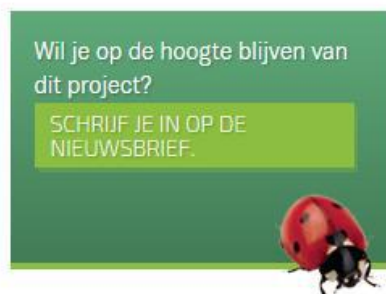 Wil je op de hoogte blijven van
dit project?
SCHRIJF JE IN OP DE
NIEUWSBRIEF.